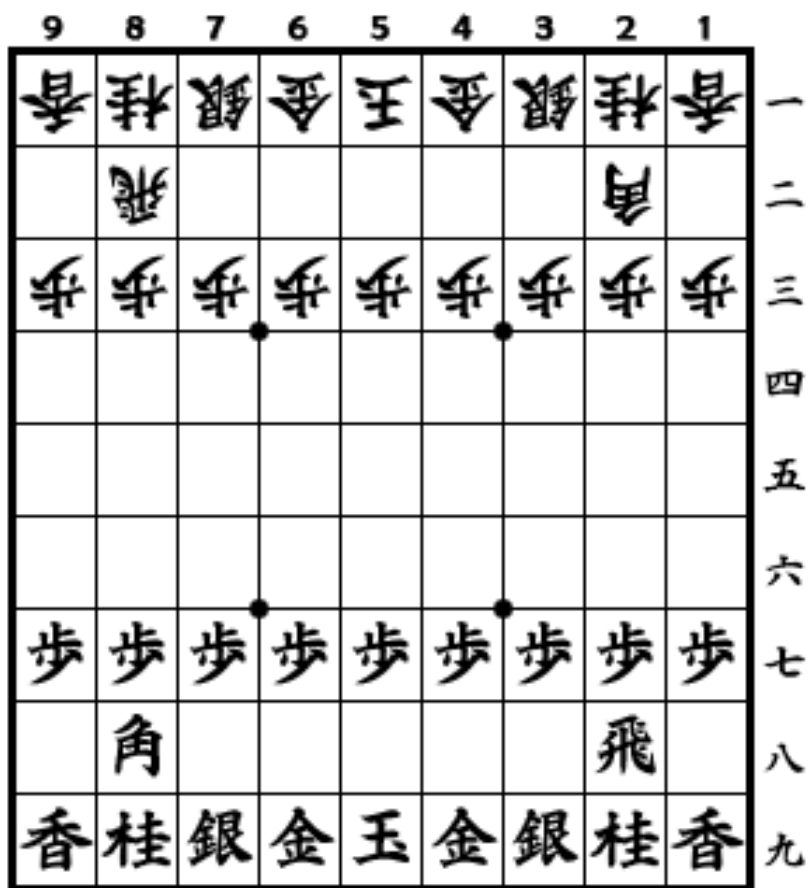 9 8 7 6 5 4 3 2 1
香 桂 銀 金 玉 金 銀 桂 香 一
飛 角 二
歩 歩 歩 歩 歩 歩 歩 歩 歩 三
四
五
六
歩 歩 歩 歩 歩 歩 歩 歩 歩 七
角 飛 八
香 桂 銀 金 玉 金 銀 桂 香 九